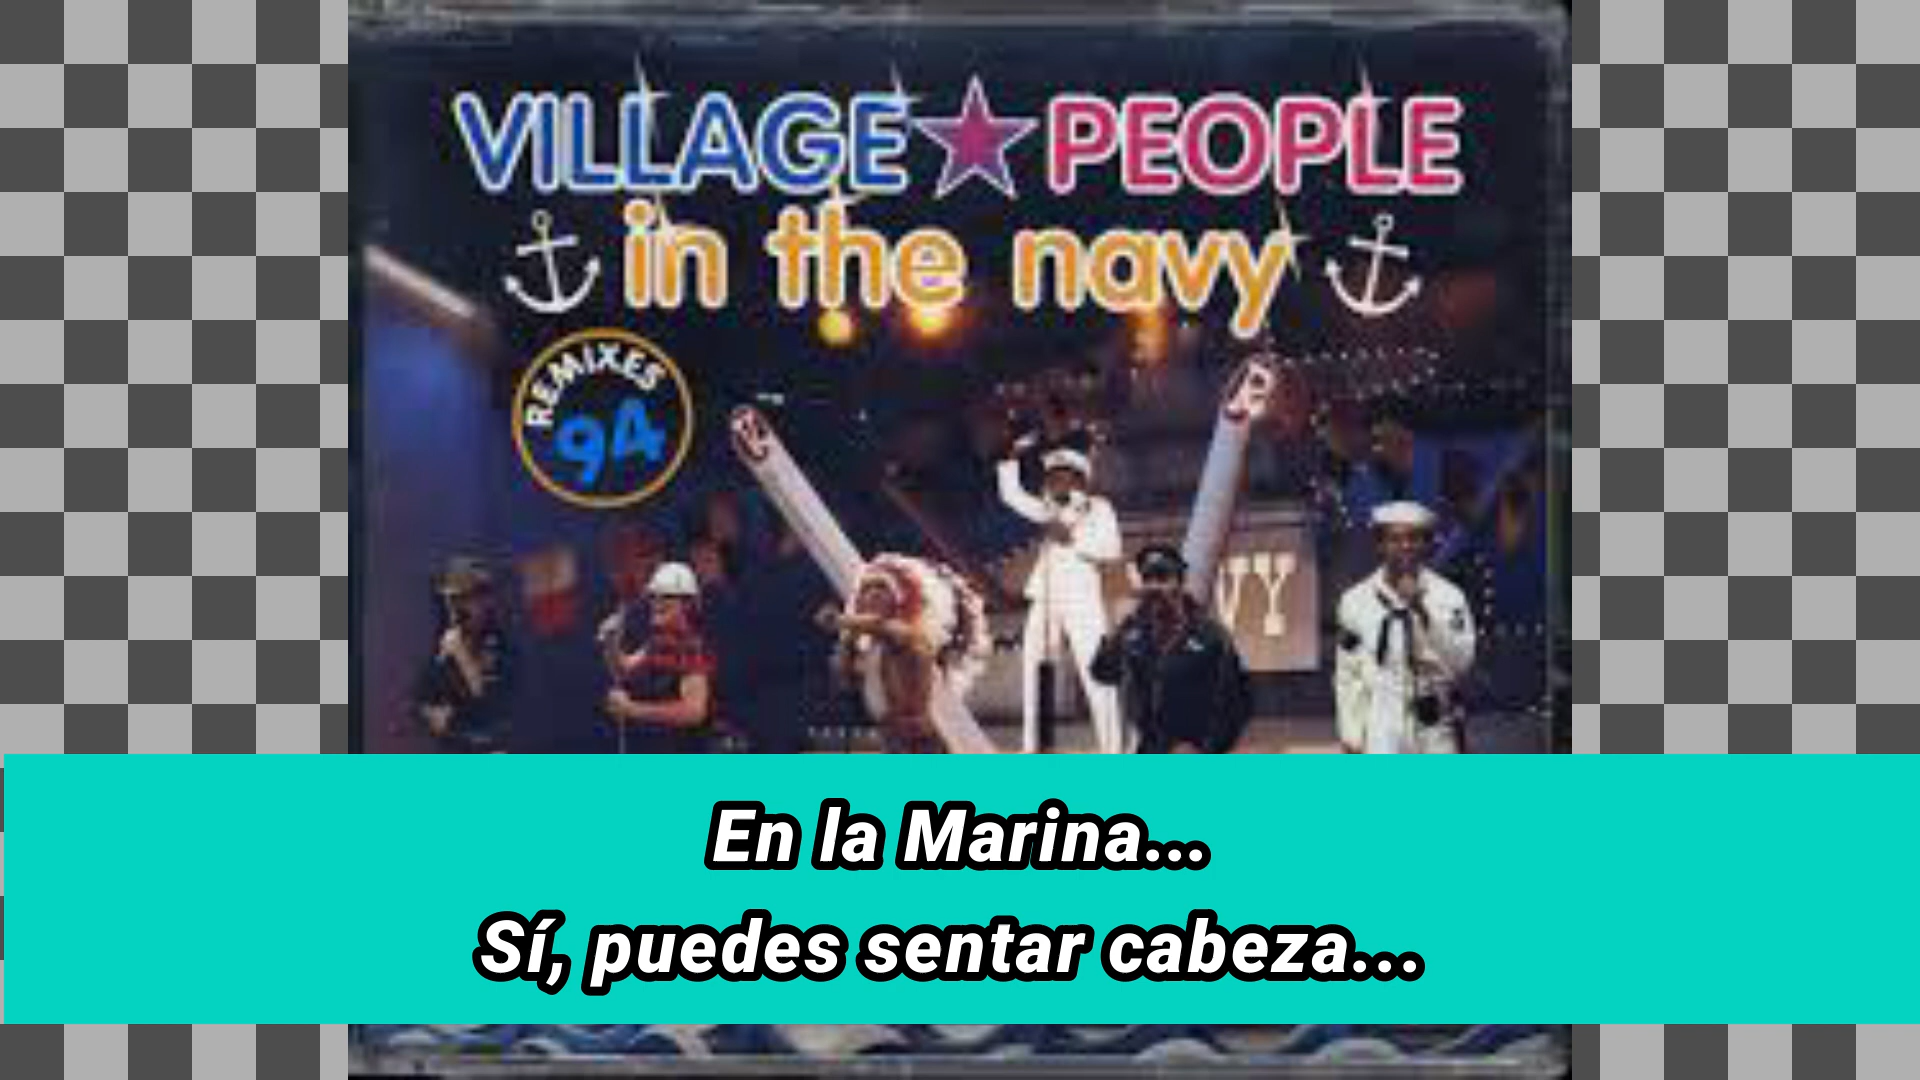 VILLAGE★PEOPLE
in the navy
REMIXES
94
VY
En la Marina...
Sí, puedes sentar cabeza...